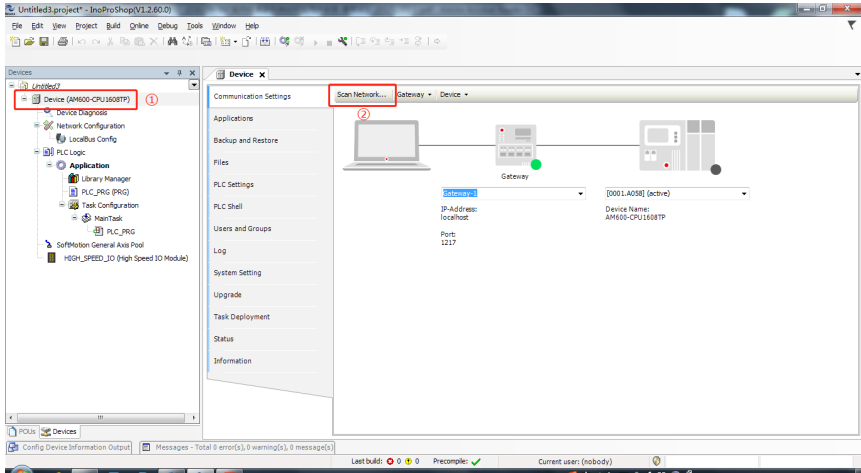 Untitled3.project* - InoProShop(V1.2.60.0)
File Edit View Project Build Online Debug Tools Window Help
Devices
Untitled3
Device (AM600-CPU1608TP)
①
Device Diagnosis
Network Configuration
LocalBus Config
PLC Logic
Application
Library Manager
PLC_PRG (PRG)
Task Configuration
MainTask
PLC_PRG
SoftMotion General Axis Pool
HIGH_SPEED_IO (High Speed IO Module)
POUs Devices
Device
Communication Settings
Applications
Backup and Restore
Files
PLC Settings
PLC Shell
Users and Groups
Log
System Setting
Upgrade
Task Deployment
Status
Information
Scan Network... Gateway Device
②
Gateway
Gateway-1
[0001.A058] (active)
IP-Address:
localhost
Device Name:
AM600-CPU1608TP
Port:
1217
Config Device Information Output Messages - Total 0 error(s), 0 warning(s), 0 message(s)
Last build: 0 0 Precompile: Current user: (nobody)